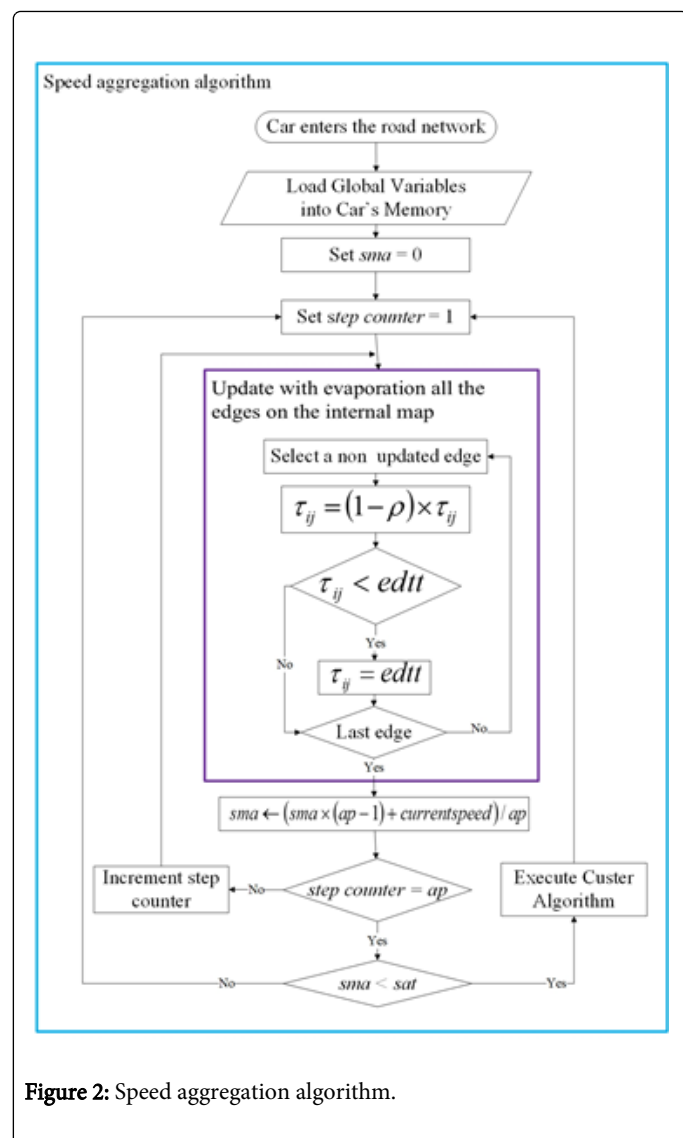 Speed aggregation algorithm
Car enters the road network
Load Global Variables
into Car`s Memory
Set sma = 0
Set step counter = 1
Update with evaporation all the
edges on the internal map
Select a non updated edge
τij = (1−ρ)×τij
τij < edtt
Yes
No
τij = edtt
Last edge
No
Yes
sma ← (sma × (ap − 1) + currentspeed) / ap
Increment step
counter
No
step counter = ap
Execute Custer
Algorithm
Yes
No
sma < sat
Yes
Figure 2: Speed aggregation algorithm.